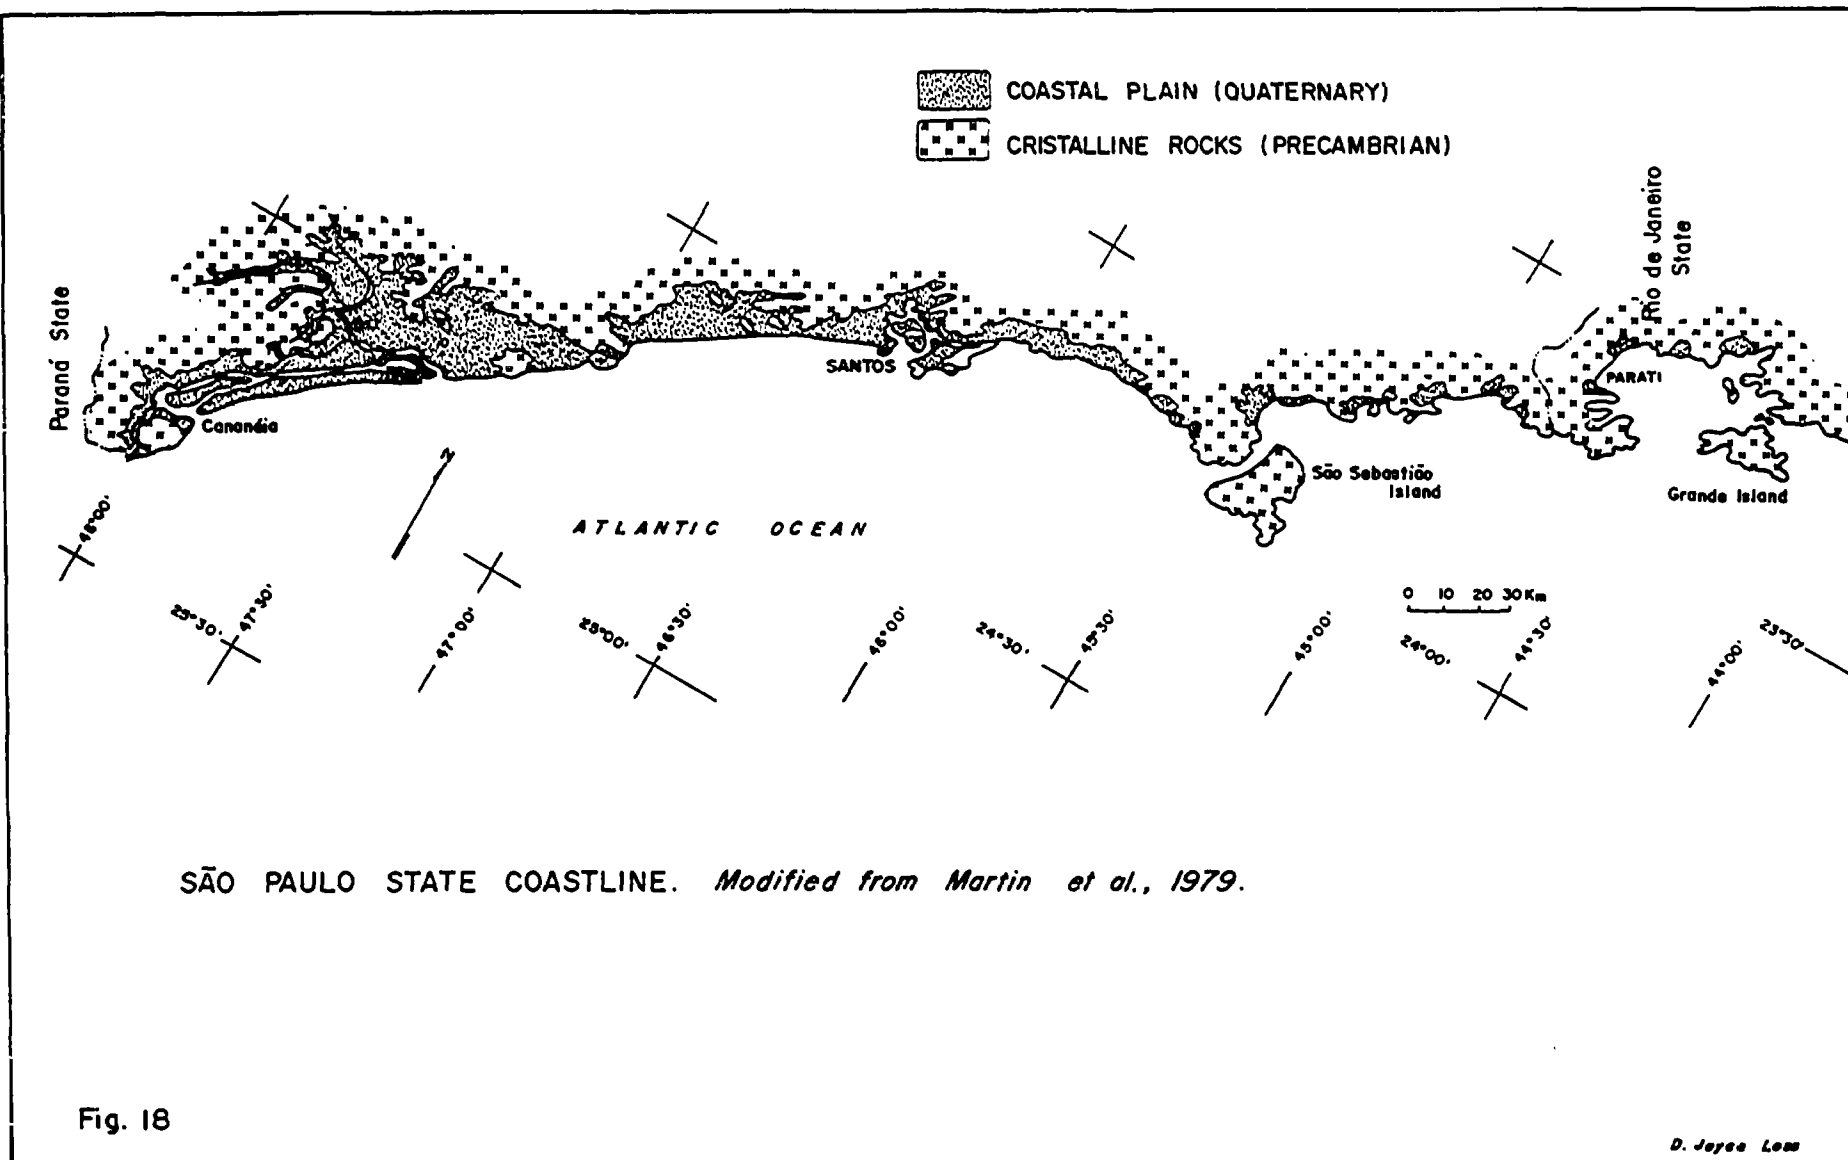 COASTAL PLAIN (QUATERNARY)
CRISTALLINE ROCKS (PRECAMBRIAN)
Rio de Janeiro
State
Paraná State
SANTOS
PARATI
Cananéia
São Sebastião
Island
Grande Island
N
ATLANTIC OCEAN
48°00'
0 10 20 30 Km
25°30'
47°30'
47°00'
25°00'
46°30'
46°00'
24°30'
45°30'
45°00'
24°00'
44°30'
44°00'
23°30'
SÃO PAULO STATE COASTLINE. Modified from Martin et al., 1979.
Fig. 18
D. Joyce